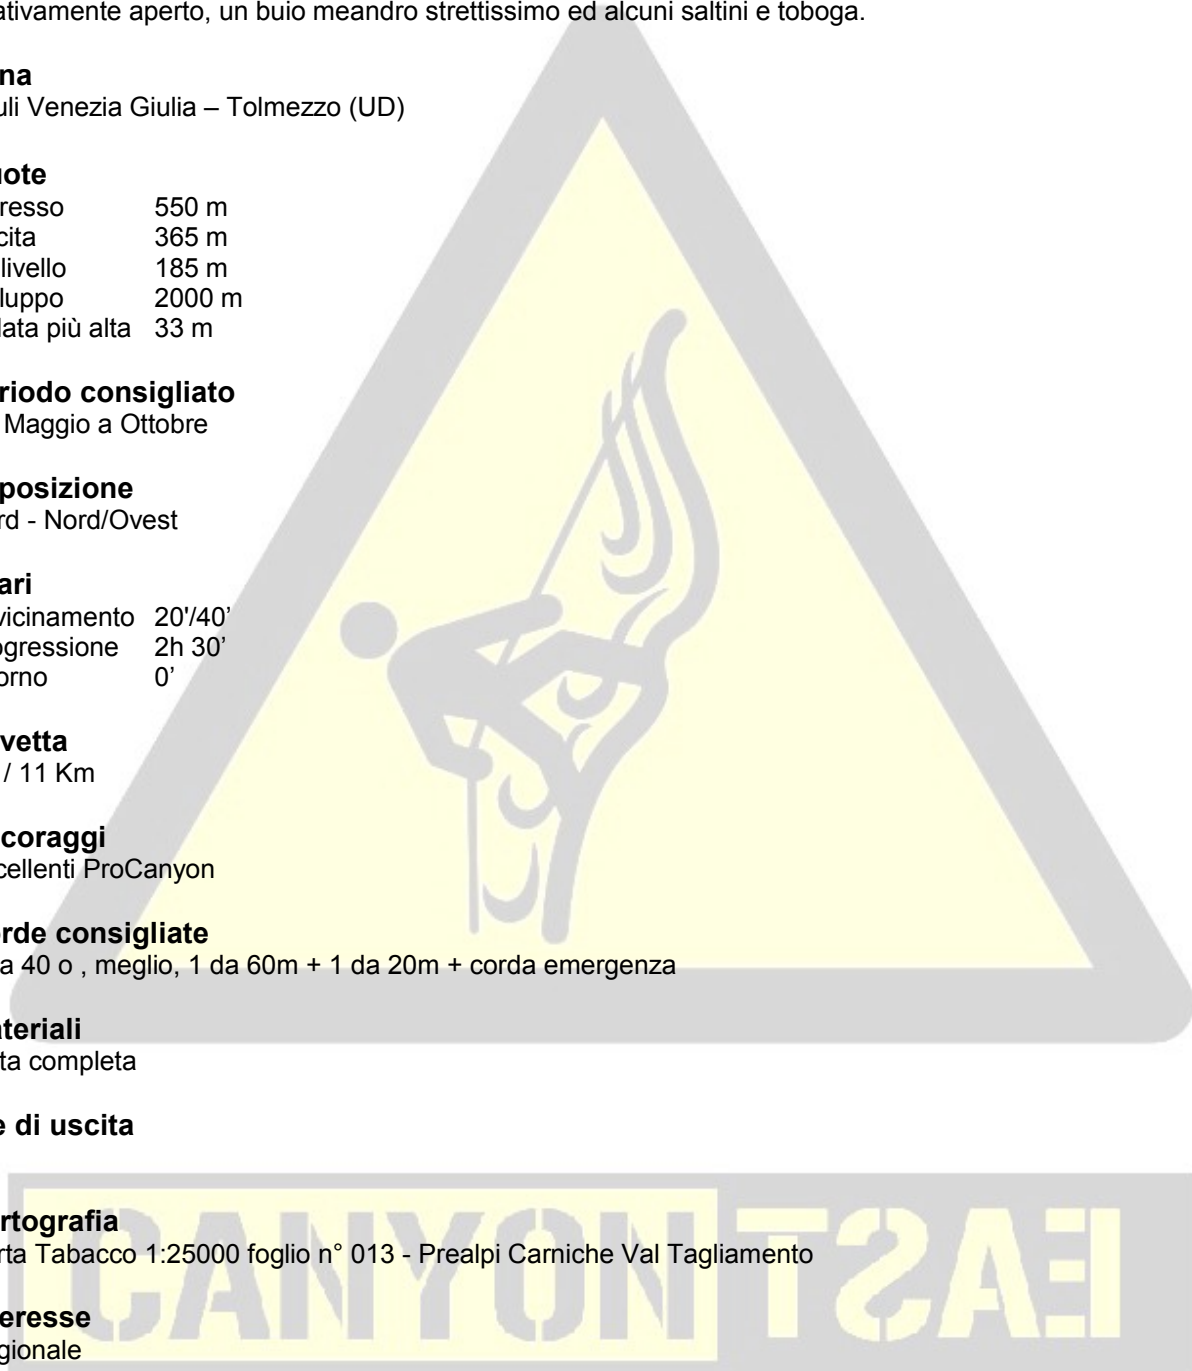 ativamente aperto, un buio meandro strettissimo ed alcuni saltini e toboga.
na
uli Venezia Giulia – Tolmezzo (UD)
uote
resso 550 m
cita 365 m
livello 185 m
luppo 2000 m
lata più alta 33 m
riodo consigliato
Maggio a Ottobre
posizione
rd - Nord/Ovest
ari
vicinamento 20'/40’
ogressione 2h 30’
orno 0’
vetta
/ 11 Km
coraggi
cellenti ProCanyon
rde consigliate
a 40 o , meglio, 1 da 60m + 1 da 20m + corda emergenza
ateriali
ta completa
e di uscita
rtografia
rta Tabacco 1:25000 foglio n° 013 - Prealpi Carniche Val Tagliamento
eresse
gionale
CANYON EAST